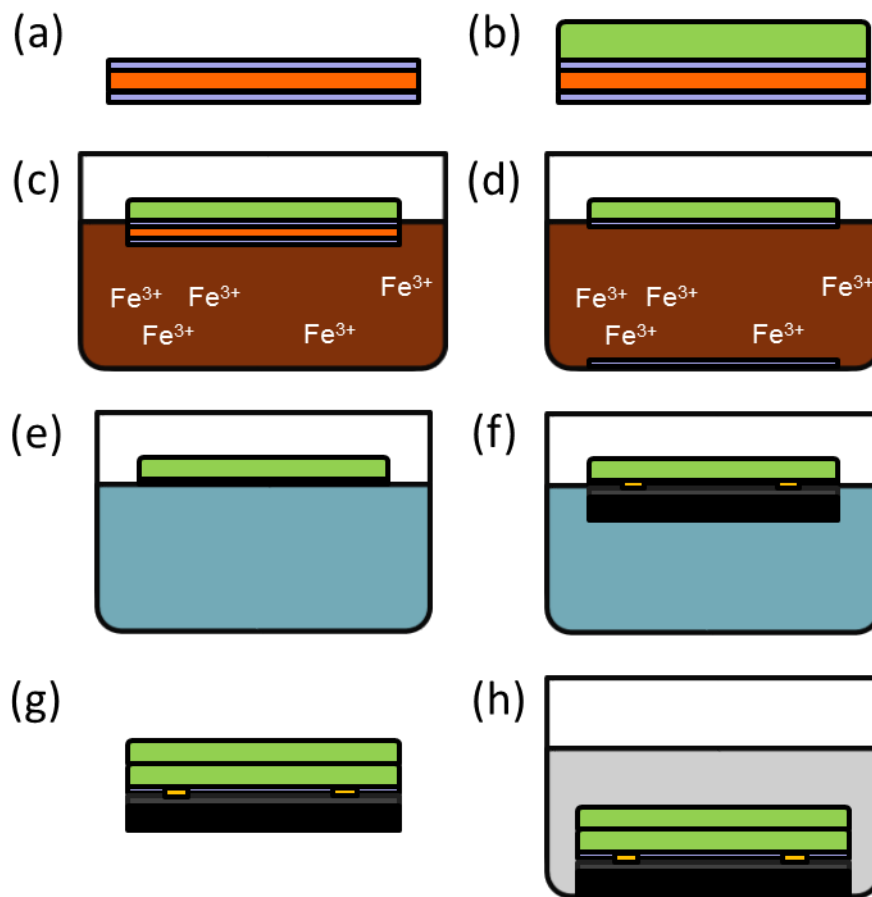 (a)
(b)
(c)
(d)
Fe³⁺ Fe³⁺ Fe³⁺
Fe³⁺ Fe³⁺
Fe³⁺ Fe³⁺ Fe³⁺
Fe³⁺ Fe³⁺
(e)
(f)
(g)
(h)